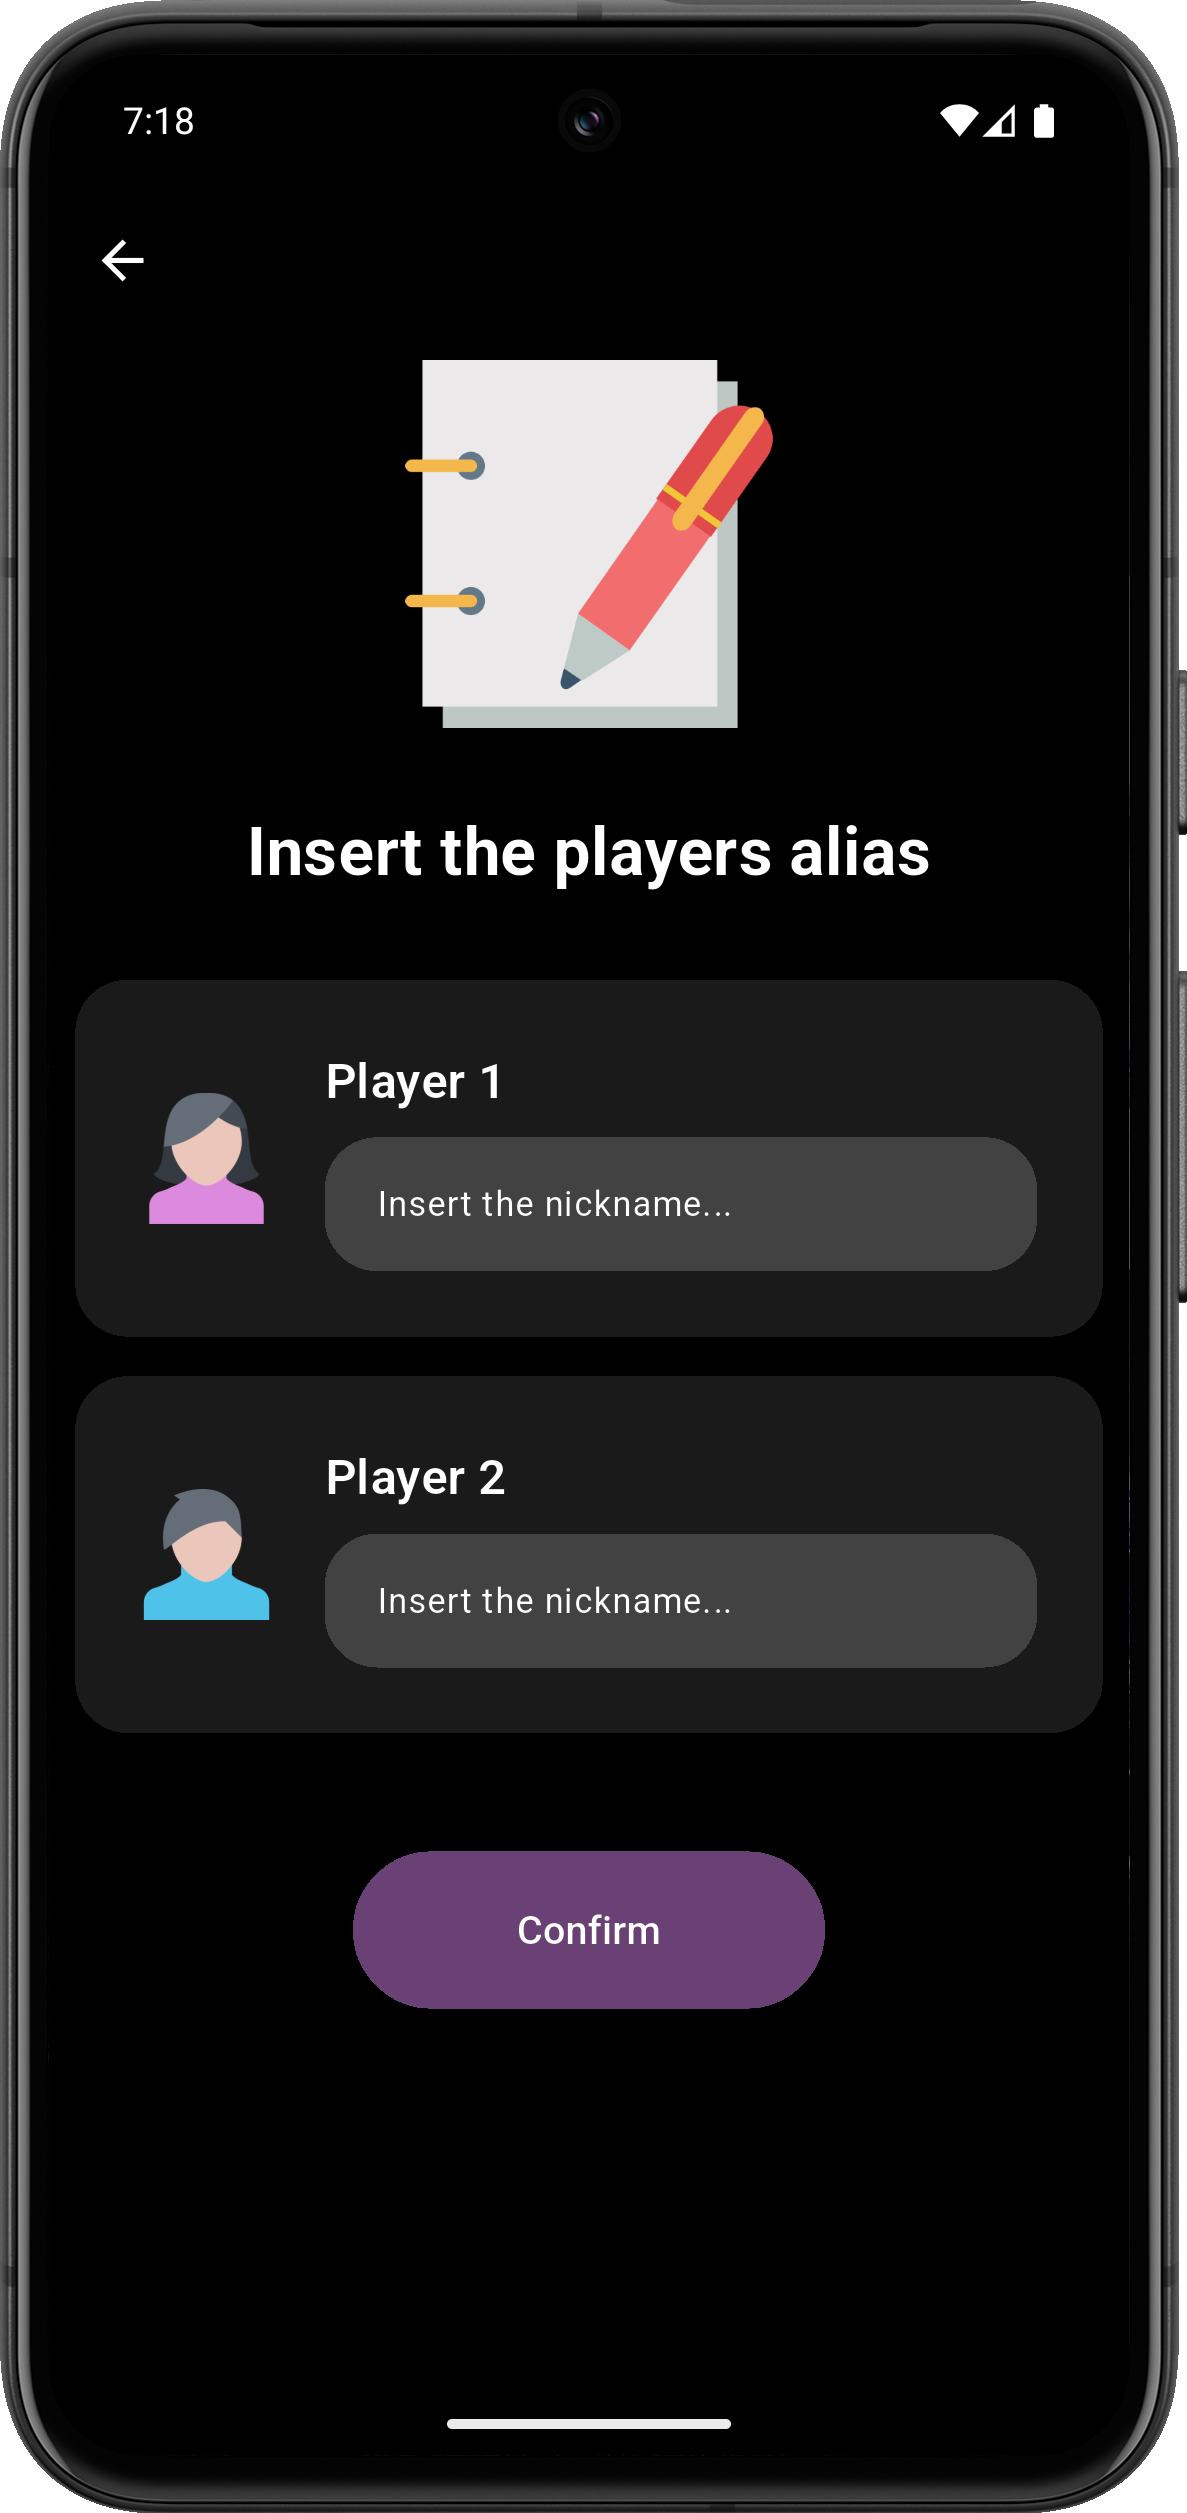 7:18
Insert the players alias
Player 1
Insert the nickname...
Player 2
Insert the nickname...
Confirm